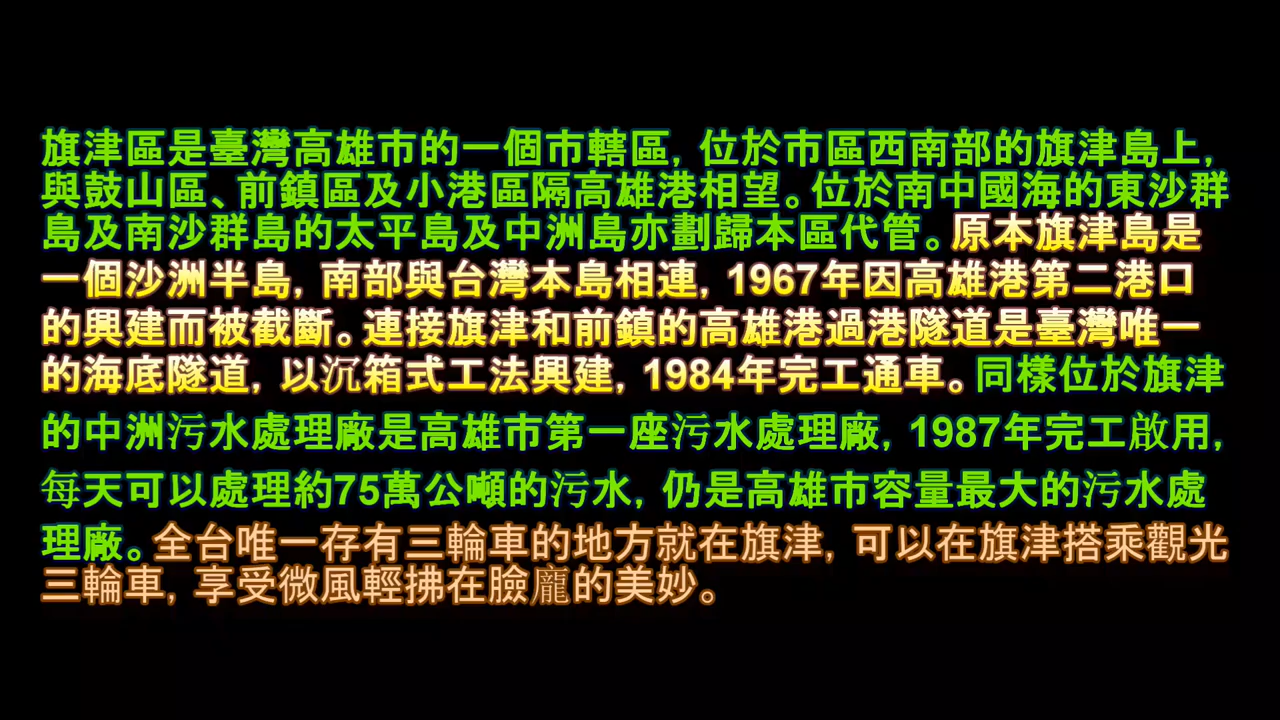 旗津區是臺灣高雄市的一個市轄區，位於市區西南部的旗津島上，
與鼓山區、前鎮區及小港區隔高雄港相望。位於南中國海的東沙群
島及南沙群島的太平島及中洲島亦劃歸本區代管。原本旗津島是
一個沙洲半島，南部與台灣本島相連，1967年因高雄港第二港口
的興建而被截斷。連接旗津和前鎮的高雄港過港隧道是臺灣唯一
的海底隧道，以沉箱式工法興建，1984年完工通車。同樣位於旗津
的中洲污水處理廠是高雄市第一座污水處理廠，1987年完工啟用，
每天可以處理約75萬公噸的污水，仍是高雄市容量最大的污水處
理廠。全台唯一存有三輪車的地方就在旗津，可以在旗津搭乘觀光
三輪車，享受微風輕拂在臉龐的美妙。